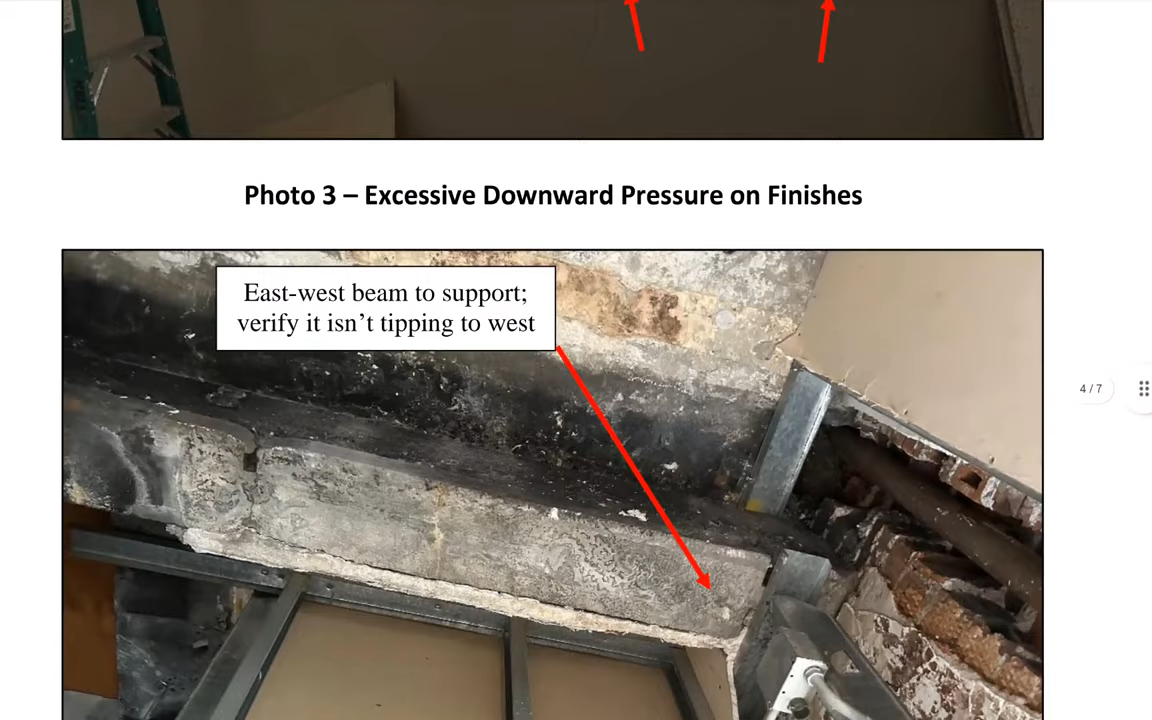 Photo 3 – Excessive Downward Pressure on Finishes
East-west beam to support;
verify it isn’t tipping to west
4 / 7